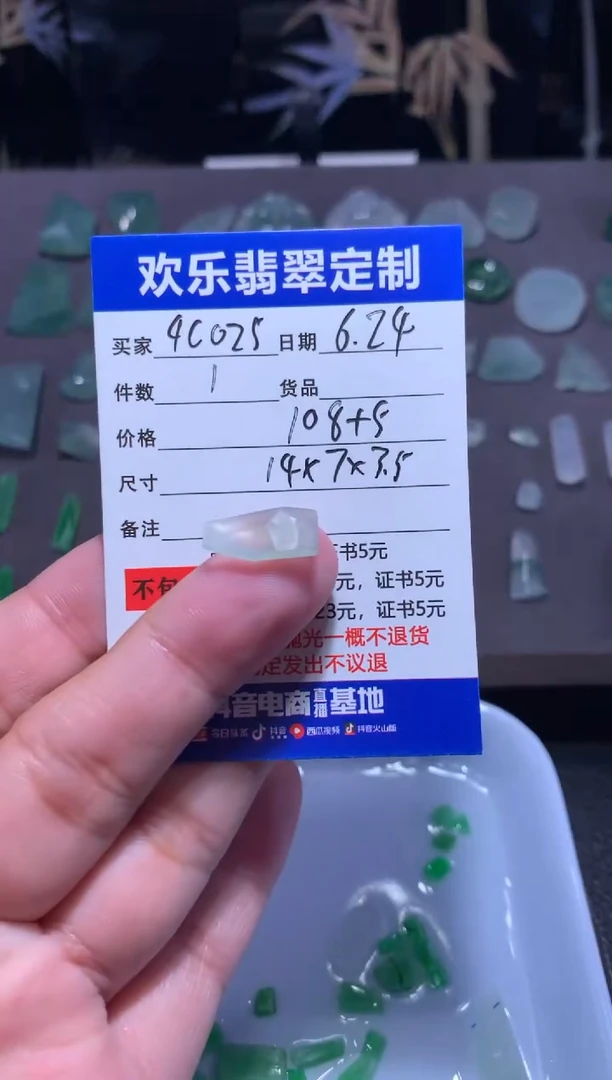 欢乐翡翠定制
买家 4C025 日期 6.24
件数 1 货品
价格 108+5
尺寸 14x7x3.5
备注
书5元
不包 元，证书5元
23元，证书5元
抛光一概不退货
定发出不议退
抖音电商直播基地
今日头条 抖音 西瓜视频 抖音火山版